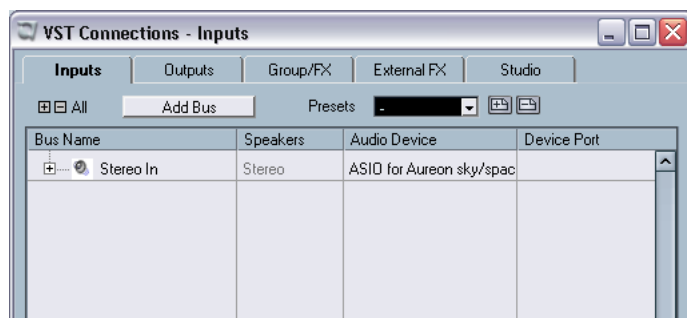 VST Connections - Inputs
Inputs Outputs Group/FX External FX Studio
All Add Bus Presets -
Bus Name Speakers Audio Device Device Port
Stereo In Stereo ASIO for Aureon sky/spac